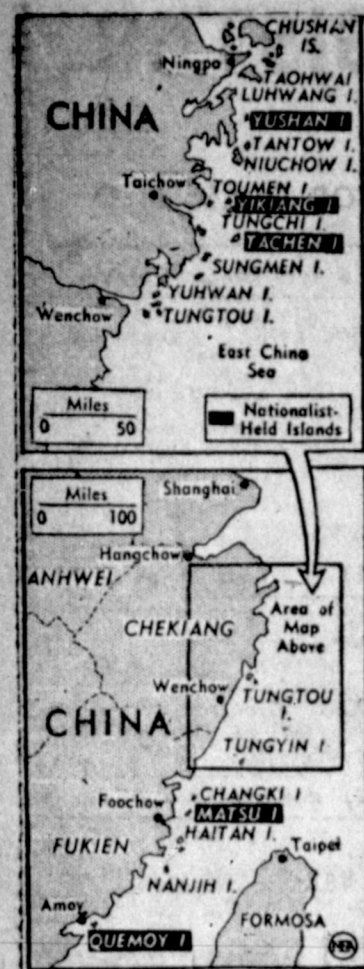 CHUSHAN
IS.
Ningpo
TAOHWAI
LUHWANG I.
CHINA
YUSHAN I
TANTOW I.
NIUCHOW I.
Taichow
TOUMEN I.
YIKIANG I
TUNGCHI I.
TACHEN I
SUNGMEN I.
YUHWAN I.
Wenchow
TUNGTOU I.
East China
Sea
Miles
0 50
Nationalist-
Held Islands
Miles
0 100
Shanghai
Hangchow
ANHWEI
Area of
Map
Above
CHEKIANG
Wenchow
TUNGTOU
I.
CHINA
TUNGYIN I
CHANGKI I
Foochow
MATSU I
HAITAN I.
FUKIEN
Taipei
NANJIH I.
Amoy
FORMOSA
QUEMOY I
NEA